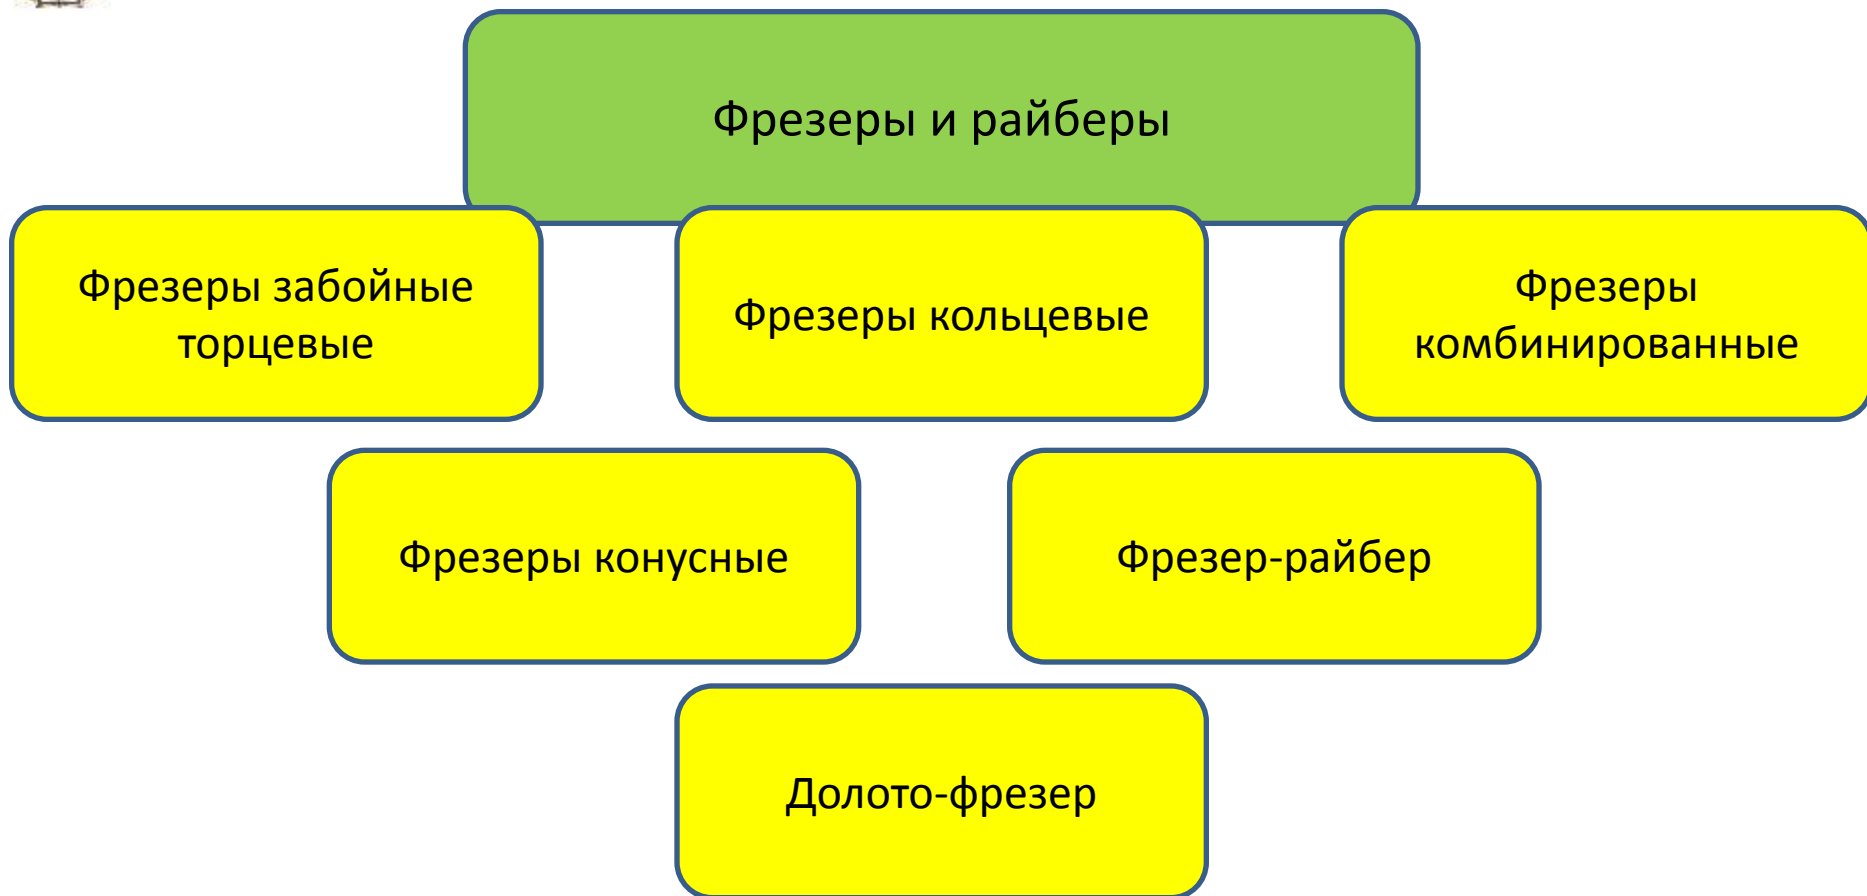 Фрезеры и райберы
Фрезеры забойные
торцевые
Фрезеры кольцевые
Фрезеры
комбинированные
Фрезеры конусные
Фрезер-райбер
Долото-фрезер